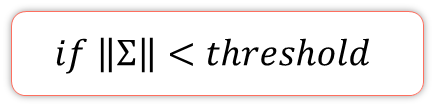 if ‖Σ‖ < threshold